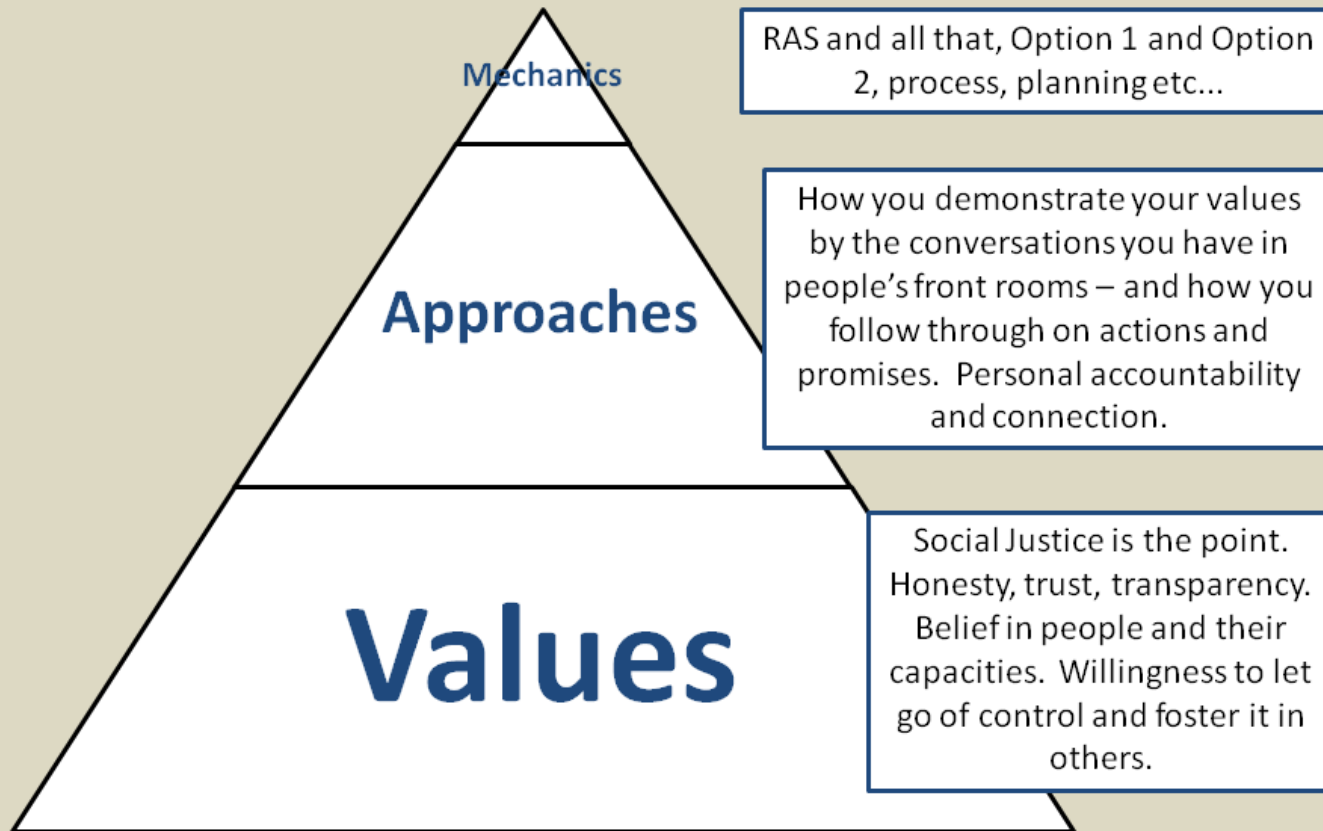 Mechanics
RAS and all that, Option 1 and Option
2, process, planning etc...
Approaches
How you demonstrate your values
by the conversations you have in
people's front rooms – and how you
follow through on actions and
promises.  Personal accountability
and connection.
Values
Social Justice is the point.
Honesty, trust, transparency.
Belief in people and their
capacities.  Willingness to let
go of control and foster it in
others.